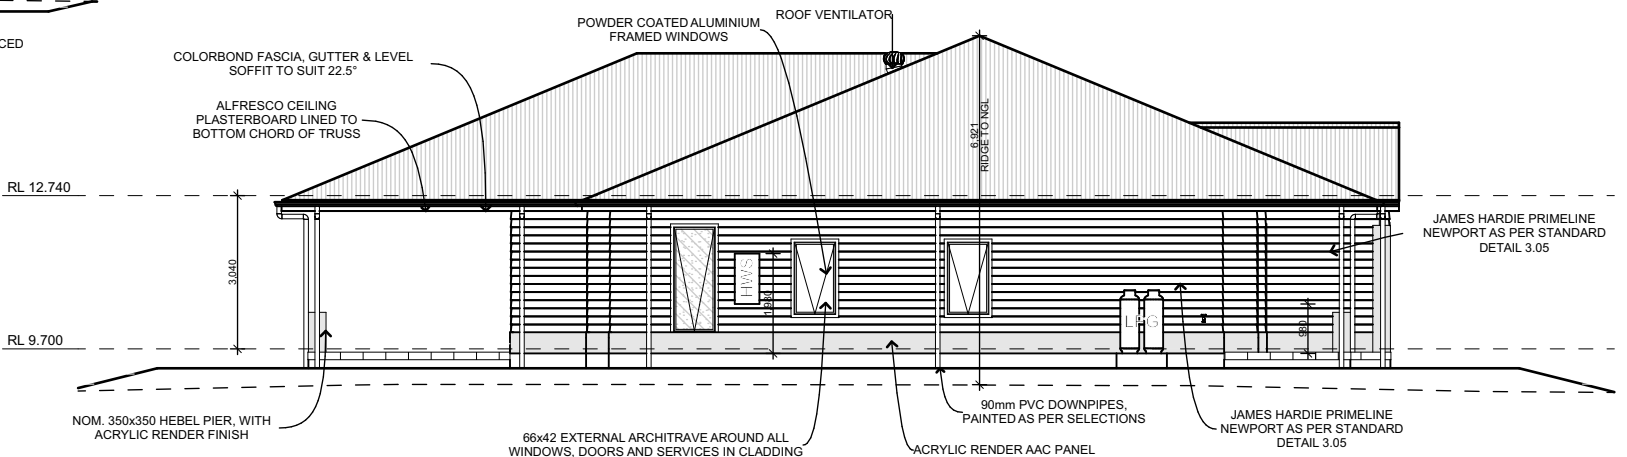 CED
COLORBOND FASCIA, GUTTER & LEVEL
SOFFIT TO SUIT 22.5°
ALFRESCO CEILING
PLASTERBOARD LINED TO
BOTTOM CHORD OF TRUSS
POWDER COATED ALUMINIUM
FRAMED WINDOWS
ROOF VENTILATOR
6,921
RIDGE TO NGL
RL 12.740
3,040
RL 9.700
HWS
LPG
980
JAMES HARDIE PRIMELINE
NEWPORT AS PER STANDARD
DETAIL 3.05
NOM. 350x350 HEBEL PIER, WITH
ACRYLIC RENDER FINISH
66x42 EXTERNAL ARCHITRAVE AROUND ALL
WINDOWS, DOORS AND SERVICES IN CLADDING
90mm PVC DOWNPIPES,
PAINTED AS PER SELECTIONS
ACRYLIC RENDER AAC PANEL
JAMES HARDIE PRIMELINE
NEWPORT AS PER STANDARD
DETAIL 3.05